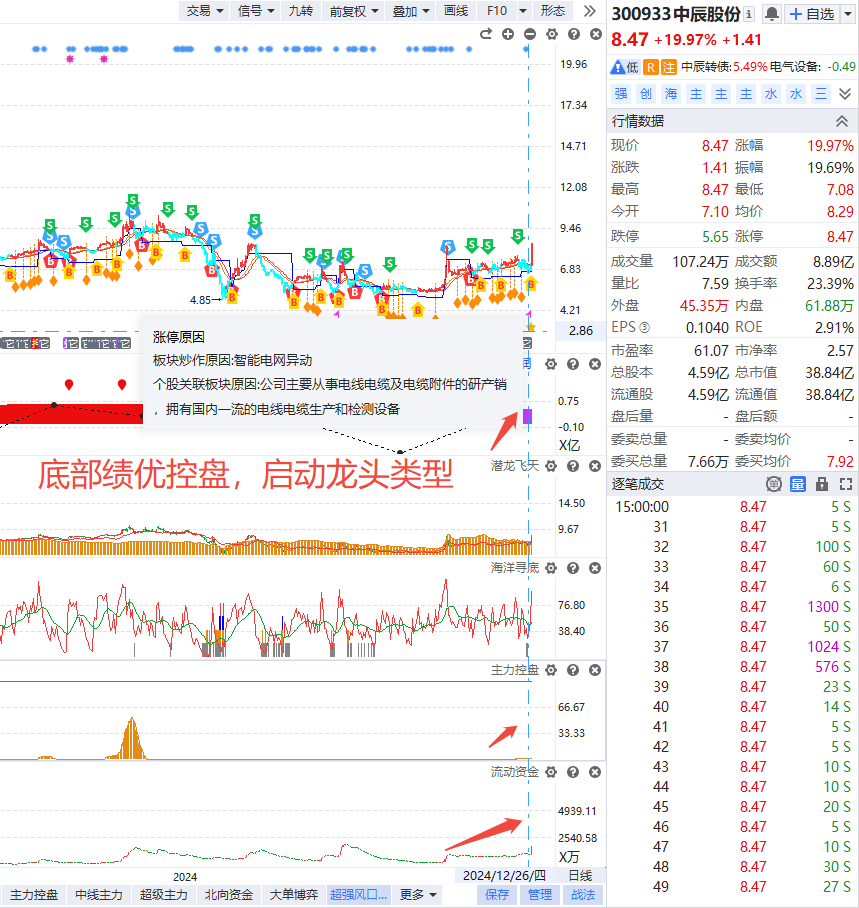 交易 信号 九转 前复权 叠加 画线 F10 形态
19.96
17.34
14.71
12.08
9.46
6.83
4.21
2.86
4.85
涨停原因
板块炒作原因:智能电网异动
个股关联板块原因:公司主要从事电线电缆及电缆附件的研产销
，拥有国内一流的电线电缆生产和检测设备
0.75
-0.10
X亿
底部绩优控盘，启动龙头类型
潜龙飞天
14.50
9.67
海洋寻底
76.80
38.40
主力控盘
66.67
33.33
流动资金
4939.11
2540.58
X万
2024 2024/12/26/四 日线
主力控盘 中线主力 超级主力 北向资金 大单博弈 超强风口... 更多 保存 管理 战法
300933 中辰股份 自选
8.47 +19.97% +1.41
低 R 注 中辰转债:5.49% 电气设备: -0.49
强 创 海 主 主 主 水 水 三
行情数据
现价 8.47 涨幅 19.97%
涨跌 1.41 振幅 19.69%
最高 8.47 最低 7.08
今开 7.10 均价 8.29
跌停 5.65 涨停 8.47
成交量 107.24万 成交额 8.89亿
量比 7.59 换手率 23.39%
外盘 45.35万 内盘 61.88万
EPS③ 0.1040 ROE 2.91%
市盈率 61.07 市净率 2.57
总股本 4.59亿 总市值 38.84亿
流通股 4.59亿 流通值 38.84亿
盘后量 - 盘后额 -
委卖总量 - 委卖均价 -
委买总量 7.66万 委买均价 7.92
逐笔成交 单 量
15:00:00 8.47 5 S
31 8.47 5 S
32 8.47 100 S
33 8.47 60 S
34 8.47 6 S
35 8.47 1300 S
36 8.47 50 S
37 8.47 1024 S
38 8.47 576 S
39 8.47 23 S
40 8.47 14 S
41 8.47 5 S
42 8.47 5 S
43 8.47 10 S
44 8.47 10 S
45 8.47 20 S
46 8.47 5 S
47 8.47 10 S
48 8.47 30 S
49 8.47 27 S